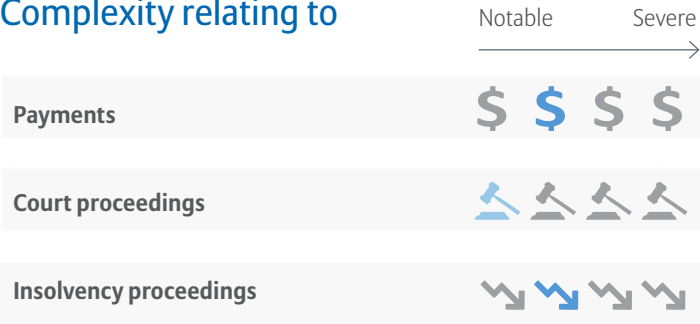 Complexity relating to
Notable Severe
Payments
$ $ $ $
Court proceedings
Insolvency proceedings